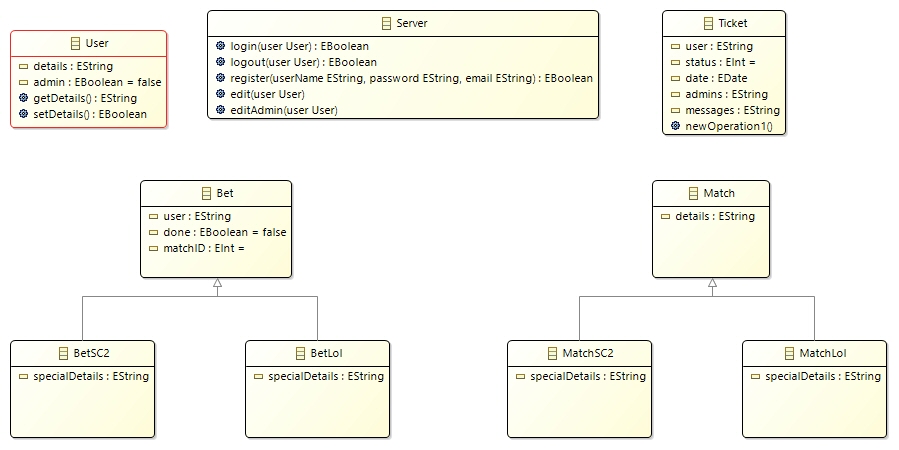 User
details : EString
admin : EBoolean = false
getDetails() : EString
setDetails() : EBoolean
Server
login(user User) : EBoolean
logout(user User) : EBoolean
register(userName EString, password EString, email EString) : EBoolean
edit(user User)
editAdmin(user User)
Ticket
user : EString
status : EInt =
date : EDate
admins : EString
messages : EString
newOperation1()
Bet
user : EString
done : EBoolean = false
matchID : EInt =
Match
details : EString
BetSC2
specialDetails : EString
BetLol
specialDetails : EString
MatchSC2
specialDetails : EString
MatchLol
specialDetails : EString